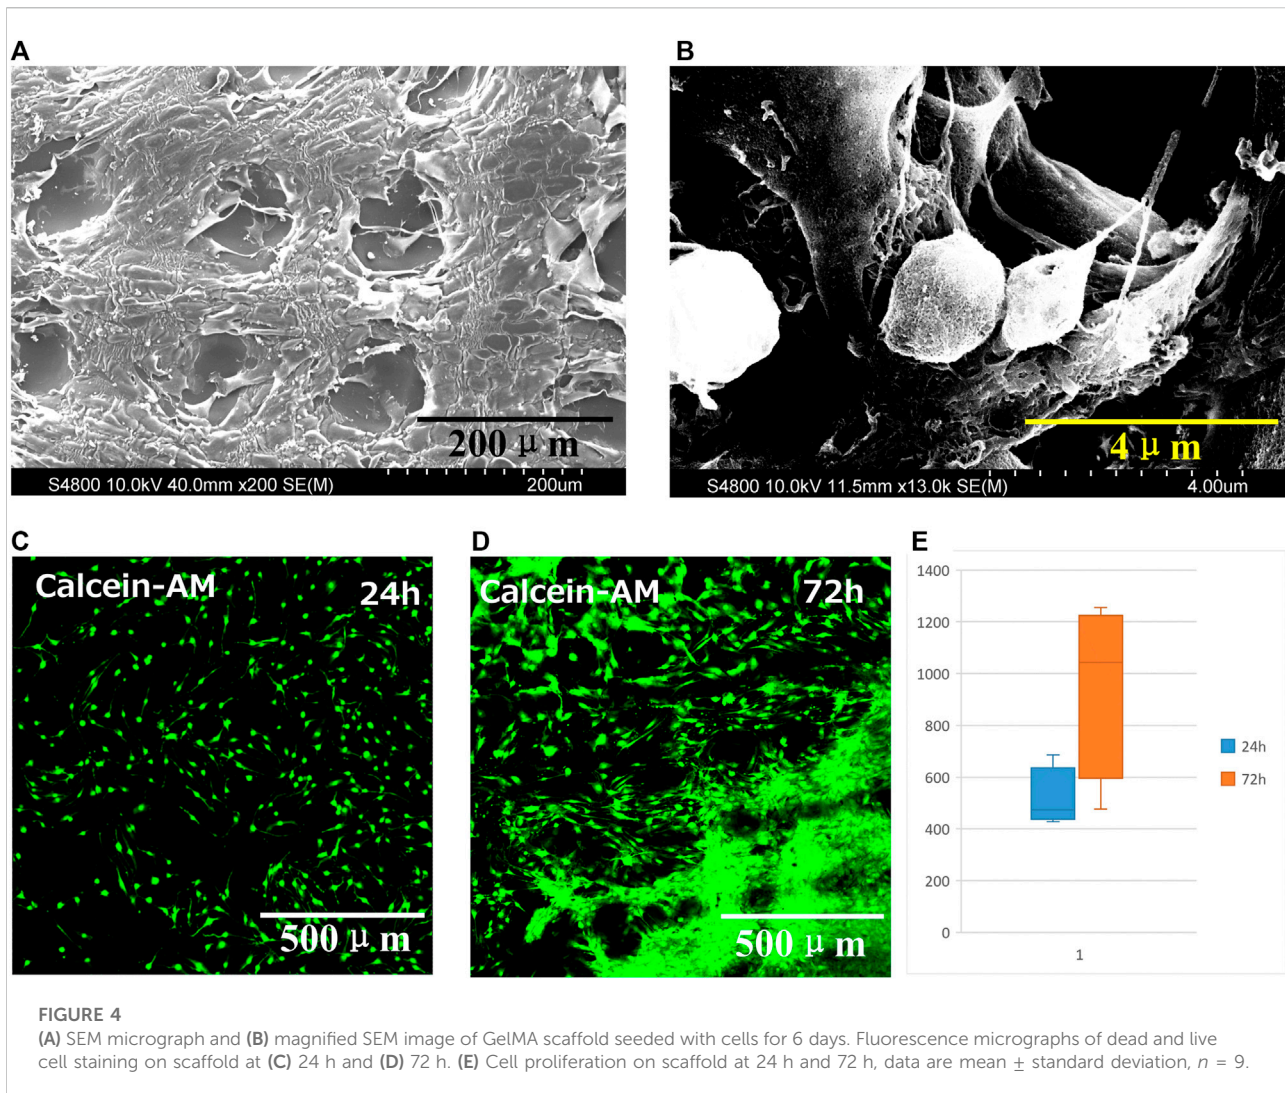 A
200 μm
S4800 10.0kV 40.0mm x200 SE(M) 200um
B
4 μm
S4800 10.0kV 11.5mm x13.0k SE(M) 4.00um
C
Calcein-AM 24h
500 μm
D
Calcein-AM 72h
500 μm
E
1400
1200
1000
800
600
400
200
0
1
24h
72h
FIGURE 4
(A) SEM micrograph and (B) magnified SEM image of GelMA scaffold seeded with cells for 6 days. Fluorescence micrographs of dead and live
cell staining on scaffold at (C) 24 h and (D) 72 h. (E) Cell proliferation on scaffold at 24 h and 72 h, data are mean ± standard deviation, n = 9.